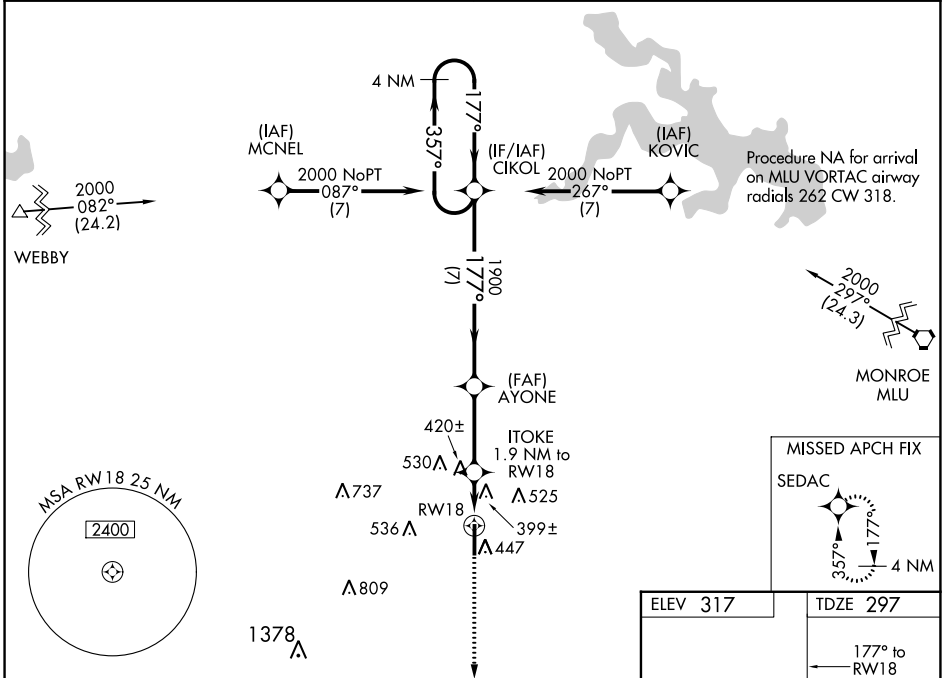 4 NM
177°
357°
(IAF)
MCNEL
2000 NoPT
087°
(7)
(IF/IAF)
CIKOL
2000 NoPT
267°
(7)
(IAF)
KOVIC
Procedure NA for arrival
on MLU VORTAC airway
radials 262 CW 318.
2000
082°
(24.2)
WEBBY
1900
177°
(7)
2000
297°
(24.3)
MONROE
MLU
(FAF)
AYONE
420±
ITOKE
1.9 NM to
RW18
530
737
525
RW18
536
399±
447
809
1378
MSA RW18 25 NM
2400
MISSED APCH FIX
SEDAC
357°
177°
4 NM
ELEV 317
TDZE 297
177° to
RW18